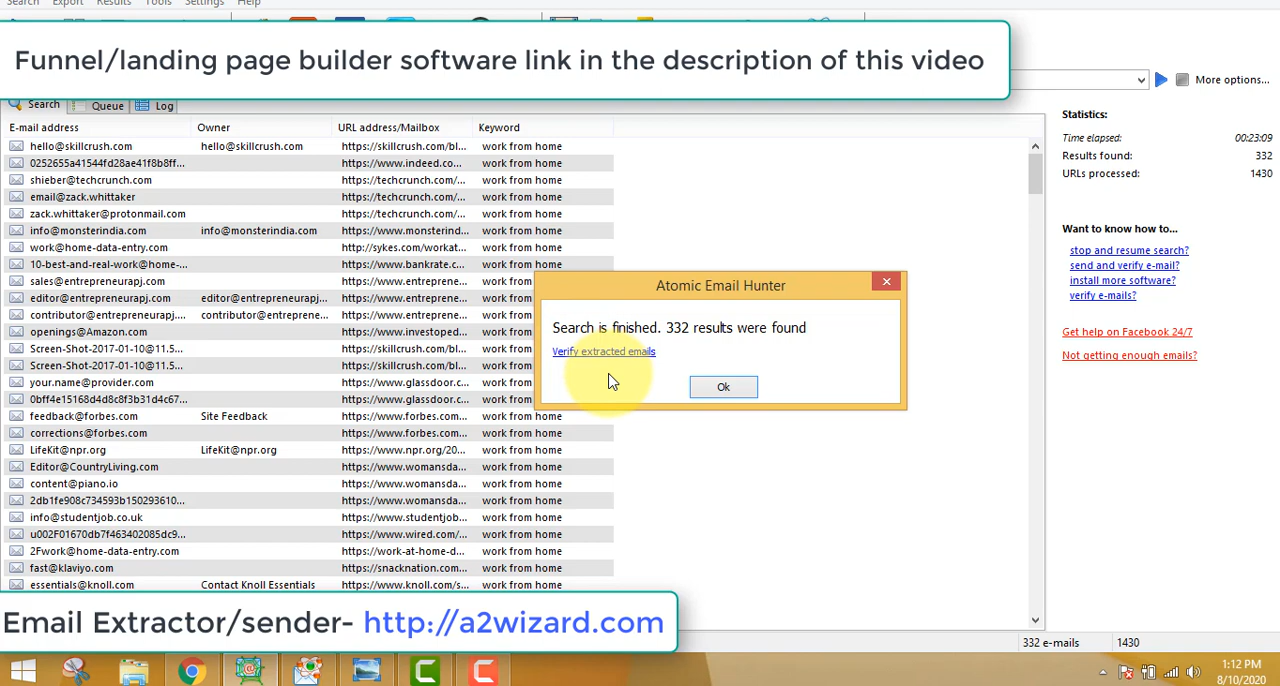 Search Export Results Tools Settings Help
Funnel/landing page builder software link in the description of this video
More options...
Search Queue Log
E-mail address Owner URL address/Mailbox Keyword
hello@skillcrush.com hello@skillcrush.com https://skillcrush.com/bl... work from home
0252655a41544fd28ae41f8b8ff... https://www.indeed.co... work from home
shieber@techcrunch.com https://techcrunch.com/... work from home
email@zack.whittaker https://techcrunch.com/... work from home
zack.whittaker@protonmail.com https://techcrunch.com/... work from home
info@monsterindia.com info@monsterindia.com https://www.monsterind... work from home
work@home-data-entry.com http://sykes.com/workat... work from home
10-best-and-real-work@home-... https://www.bankrate.c... work from home
sales@entrepreneurapj.com https://www.entreprene... work from home
editor@entrepreneurapj.com editor@entrepreneurapj... https://www.entreprene... work from home
contributor@entrepreneurapj.... contributor@entreprene... https://www.entreprene... work from home
openings@Amazon.com https://www.investoped... work from home
Screen-Shot-2017-01-10@11.5... https://skillcrush.com/bl... work from home
Screen-Shot-2017-01-10@11.5... https://skillcrush.com/bl... work from home
your.name@provider.com https://www.glassdoor.c... work from home
0bff4e15168d4d8c8f3b31d4c67... https://www.glassdoor.c... work from home
feedback@forbes.com Site Feedback https://www.forbes.com... work from home
corrections@forbes.com https://www.forbes.com... work from home
LifeKit@npr.org LifeKit@npr.org https://www.npr.org/20... work from home
Editor@CountryLiving.com https://www.womansda... work from home
content@piano.io https://www.womansda... work from home
2db1fe908c734593b150293610... https://www.womansda... work from home
info@studentjob.co.uk https://www.studentjob... work from home
u002F01670db7f463402085dc9... https://www.wired.com/... work from home
2Fwork@home-data-entry.com https://work-at-home-d... work from home
fast@klaviyo.com https://snacknation.com... work from home
essentials@knoll.com Contact Knoll Essentials https://www.knoll.com/s... work from home
Atomic Email Hunter
Search is finished. 332 results were found
Verify extracted emails
Ok
Statistics:
Time elapsed: 00:23:09
Results found: 332
URLs processed: 1430
Want to know how to...
stop and resume search?
send and verify e-mail?
install more software?
verify e-mails?
Get help on Facebook 24/7
Not getting enough emails?
Email Extractor/sender- http://a2wizard.com
332 e-mails 1430
1:12 PM
8/10/2020